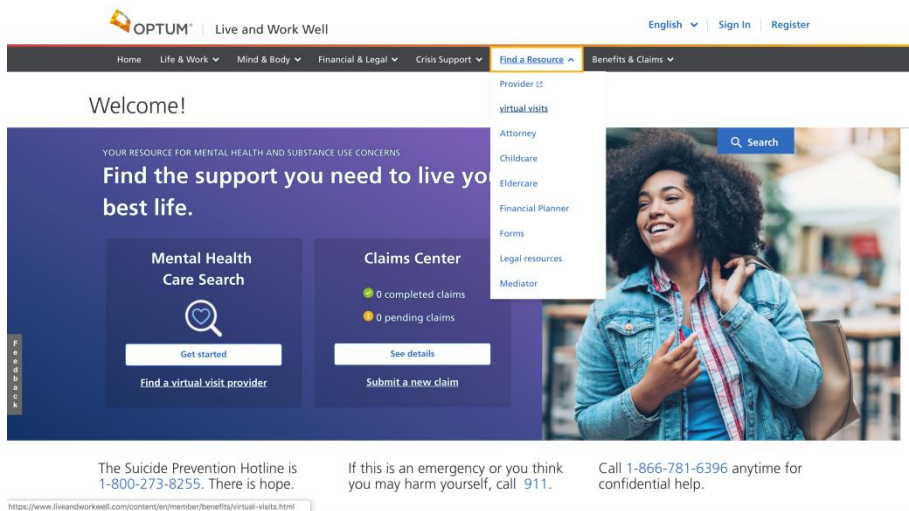 OPTUM® Live and Work Well
English Sign In Register
Home Life & Work Mind & Body Financial & Legal Crisis Support Find a Resource Benefits & Claims
Provider
virtual visits
Attorney
Childcare
Eldercare
Financial Planner
Forms
Legal resources
Mediator
Welcome!
Search
YOUR RESOURCE FOR MENTAL HEALTH AND SUBSTANCE USE CONCERNS
Find the support you need to live you
best life.
Mental Health
Care Search
Get started
Find a virtual visit provider
Claims Center
0 completed claims
0 pending claims
See details
Submit a new claim
Feedback
The Suicide Prevention Hotline is
1-800-273-8255. There is hope.
If this is an emergency or you think
you may harm yourself, call 911.
Call 1-866-781-6396 anytime for
confidential help.
https://www.liveandworkwell.com/content/en/member/benefits/virtual-visits.html